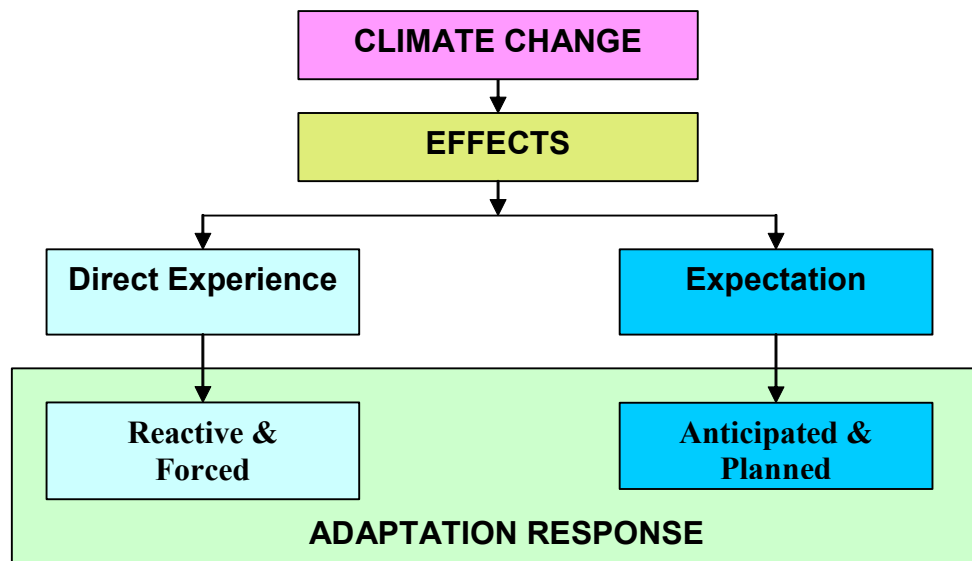 CLIMATE CHANGE
EFFECTS
Direct Experience
Expectation
Reactive &
Forced
Anticipated &
Planned
ADAPTATION RESPONSE